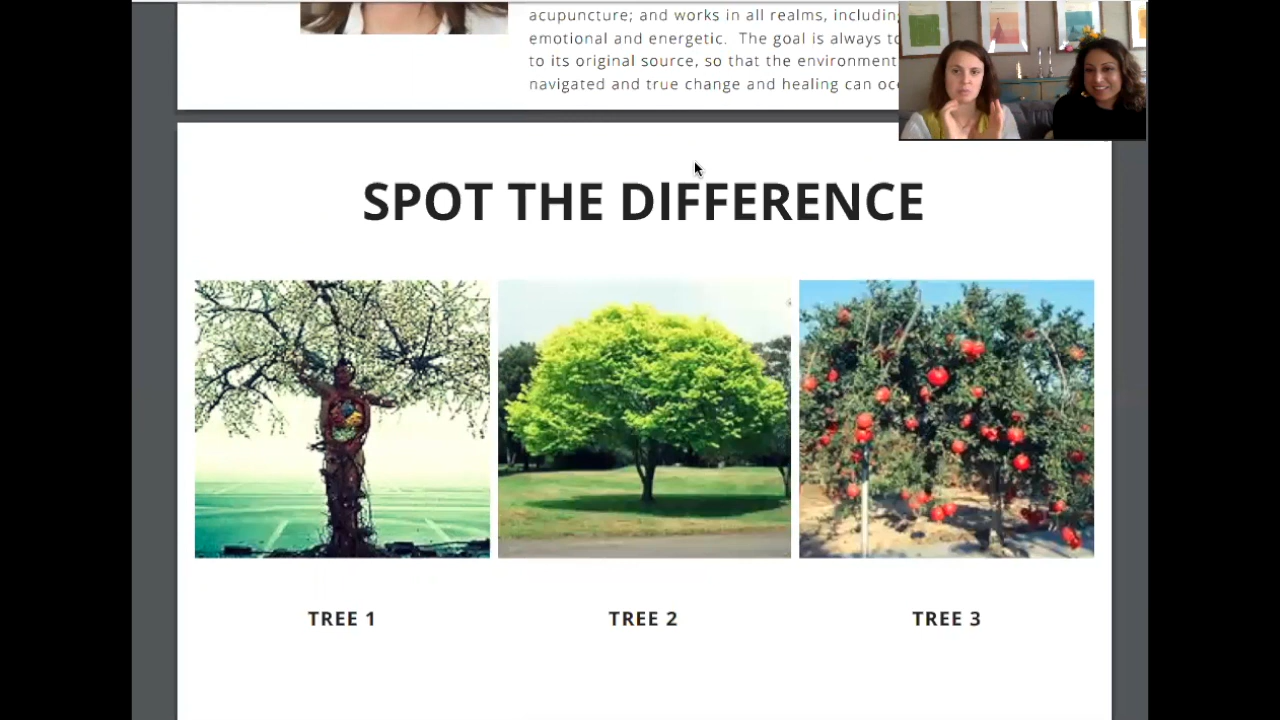 acupuncture; and works in all realms, including
emotional and energetic. The goal is always to
to its original source, so that the environment
navigated and true change and healing can oc
SPOT THE DIFFERENCE
TREE 1
TREE 2
TREE 3